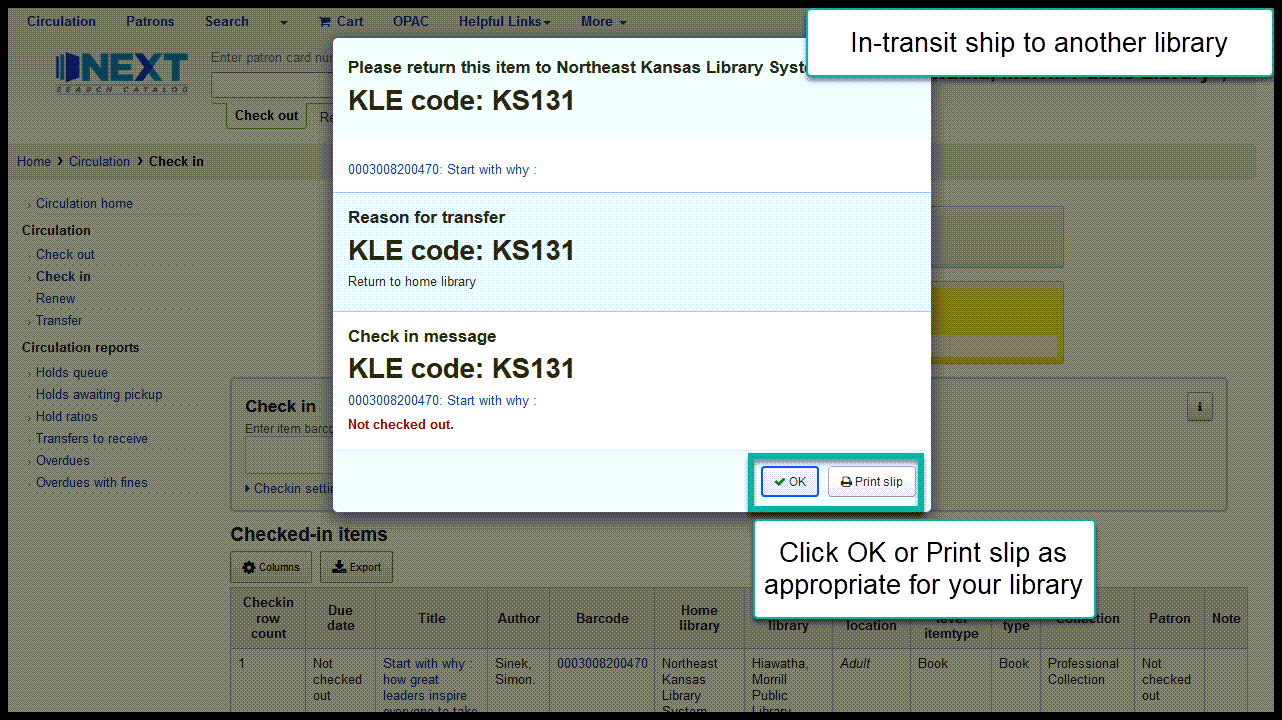 Circulation Patrons Search Cart OPAC Helpful Links More
In-transit ship to another library
NEXT
SEARCH CATALOG
Enter patron card
Check out
Please return this item to Northeast Kansas Library
KLE code: KS131
0003008200470: Start with why :
Home › Circulation › Check in
Circulation home
Circulation
Check out
Check in
Renew
Transfer
Circulation reports
Holds queue
Holds awaiting pickup
Hold ratios
Transfers to receive
Overdues
Overdues with fines
Reason for transfer
KLE code: KS131
Return to home library
Check in message
KLE code: KS131
0003008200470: Start with why :
Not checked out.
OK Print slip
Click OK or Print slip as
appropriate for your library
Check in
Enter item
Checkin
i
Checked-in items
Columns Export
Checkin row count
Due date
Title
Author
Barcode
Home library
library
location
itemtype
type
Collection
Patron
Note
1
Not checked out
Start with why :
how great
leaders inspire
everyone to take
Sinek,
Simon.
0003008200470
Northeast
Kansas
Library
System
Hiawatha,
Morrill
Public
Library
Adult
Book
Book
Professional
Collection
Not
checked
out